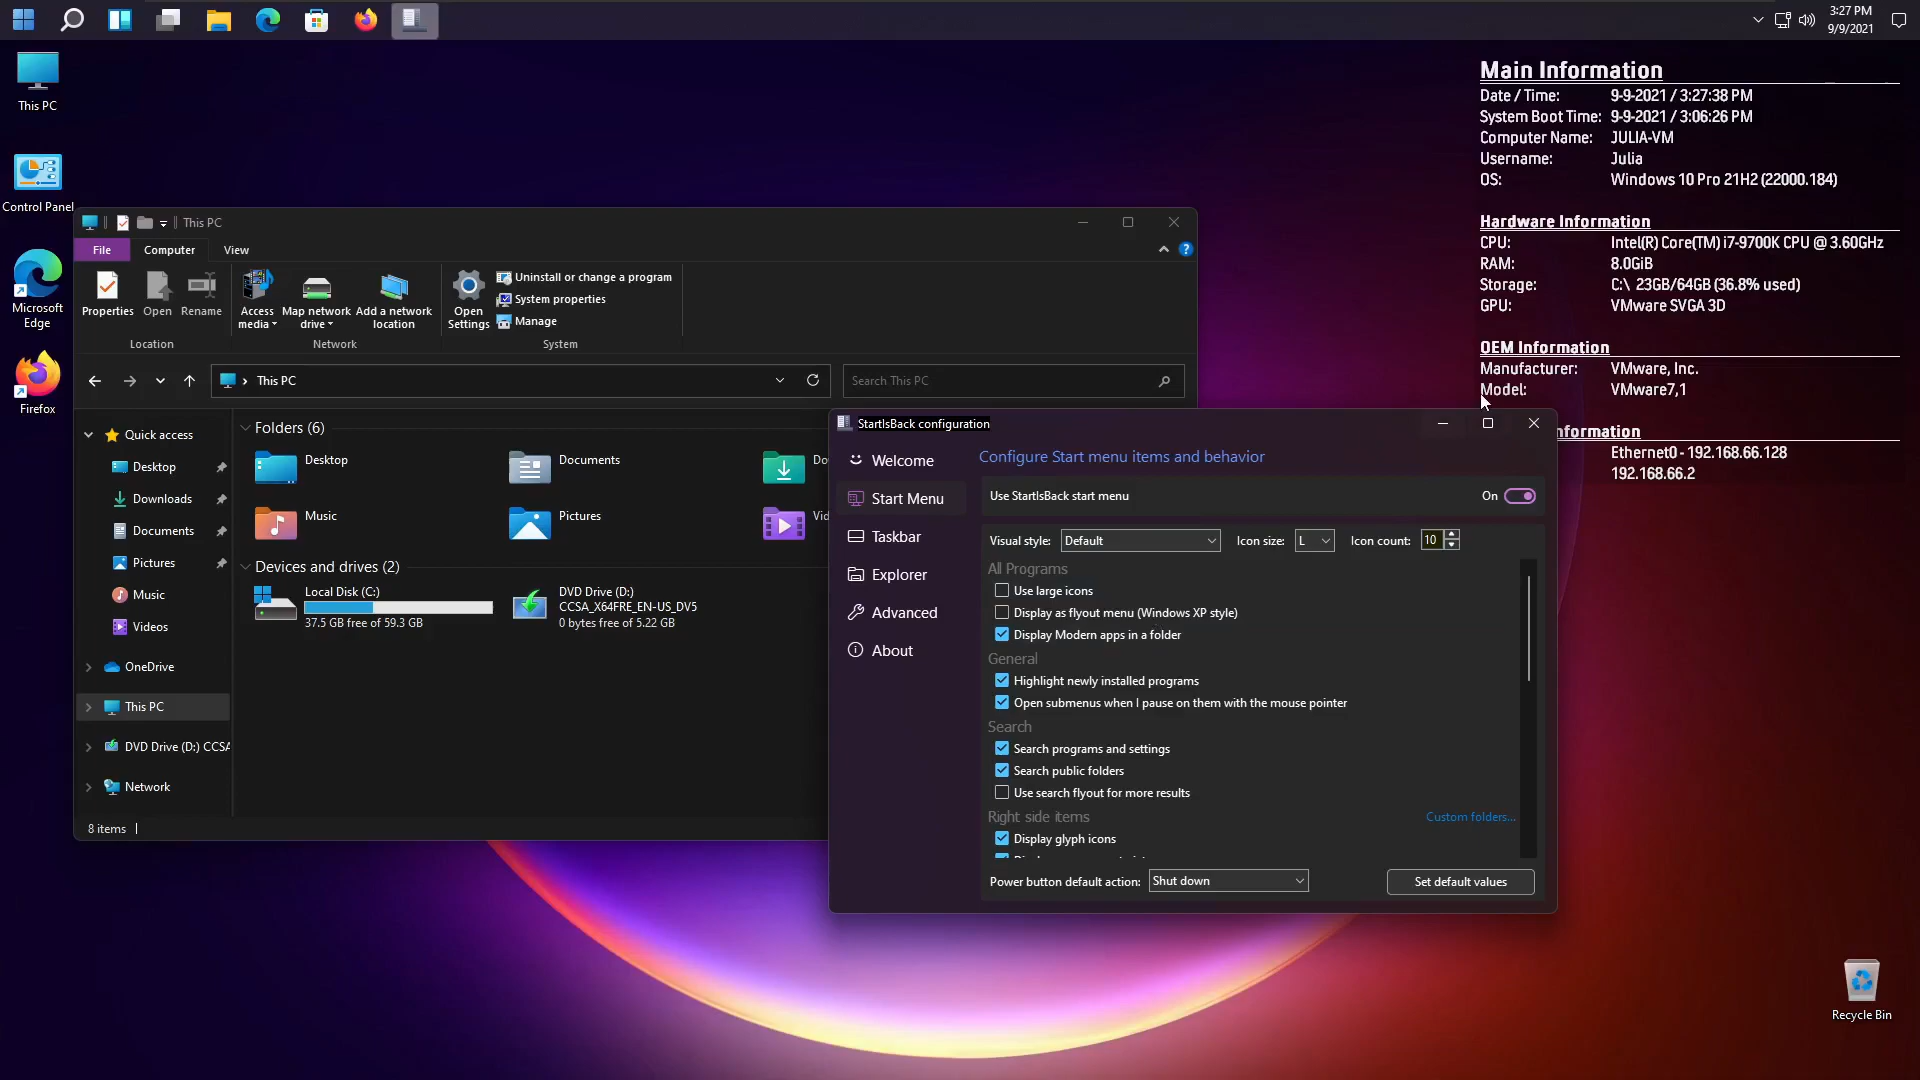 3:27 PM
9/9/2021
This PC
Control Panel
Microsoft
Edge
Firefox
Recycle Bin
Main Information
Date / Time: 9-9-2021 / 3:27:38 PM
System Boot Time: 9-9-2021 / 3:06:26 PM
Computer Name: JULIA-VM
Username: Julia
OS: Windows 10 Pro 21H2 (22000.184)
Hardware Information
CPU: Intel(R) Core(TM) i7-9700K CPU @ 3.60GHz
RAM: 8.0GiB
Storage: C:\ 23GB/64GB (36.8% used)
GPU: VMware SVGA 3D
OEM Information
Manufacturer: VMware, Inc.
Model: VMware7,1
nformation
Ethernet0 - 192.168.66.128
192.168.66.2
This PC
File Computer View
Properties Open Rename
Location
Access
media
Map network
drive
Add a network
location
Network
Open
Settings
Uninstall or change a program
System properties
Manage
System
This PC
Search This PC
Quick access
Desktop
Downloads
Documents
Pictures
Music
Videos
OneDrive
This PC
DVD Drive (D:) CCSA
Network
Folders (6)
Desktop Documents Do
Music Pictures Vid
Devices and drives (2)
Local Disk (C:)
37.5 GB free of 59.3 GB
DVD Drive (D:)
CCSA_X64FRE_EN-US_DV5
0 bytes free of 5.22 GB
8 items
StartIsBack configuration
Welcome
Start Menu
Taskbar
Explorer
Advanced
About
Configure Start menu items and behavior
Use StartIsBack start menu On
Visual style: Default Icon size: L Icon count: 10
All Programs
Use large icons
Display as flyout menu (Windows XP style)
Display Modern apps in a folder
General
Highlight newly installed programs
Open submenus when I pause on them with the mouse pointer
Search
Search programs and settings
Search public folders
Use search flyout for more results
Right side items Custom folders...
Display glyph icons
Power button default action: Shut down Set default values